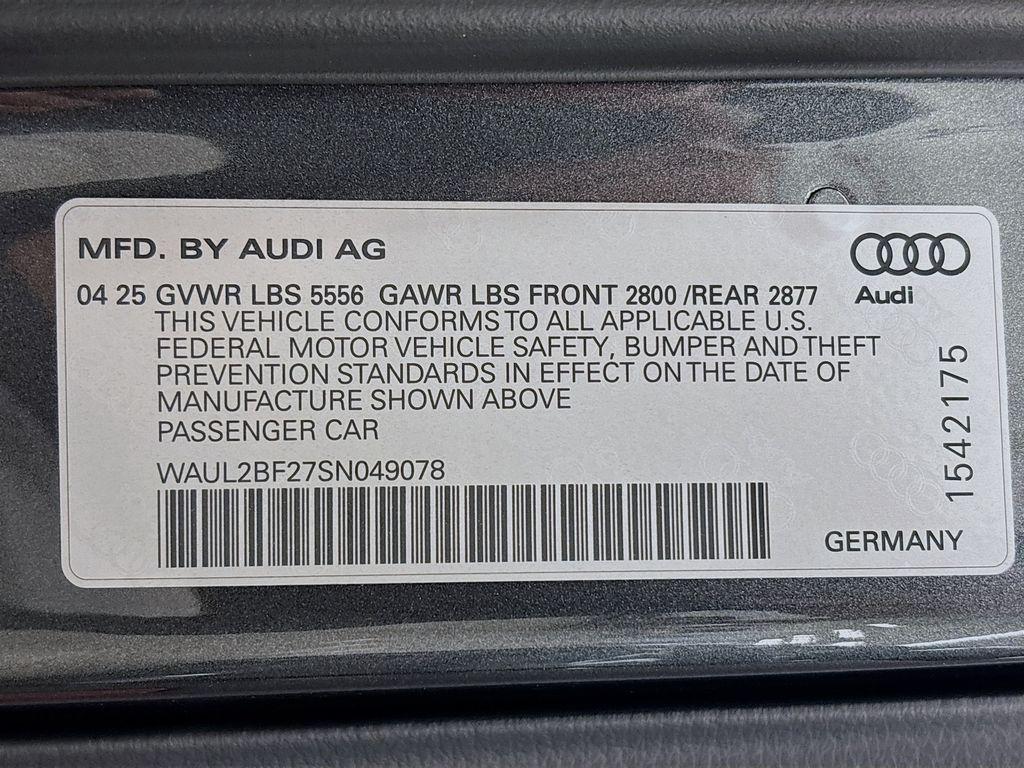 MFD. BY AUDI AG
Audi
04 25 GVWR LBS 5556 GAWR LBS FRONT 2800 /REAR 2877
THIS VEHICLE CONFORMS TO ALL APPLICABLE U.S.
FEDERAL MOTOR VEHICLE SAFETY, BUMPER AND THEFT
PREVENTION STANDARDS IN EFFECT ON THE DATE OF
MANUFACTURE SHOWN ABOVE
PASSENGER CAR
WAUL2BF27SN049078
1542175
GERMANY